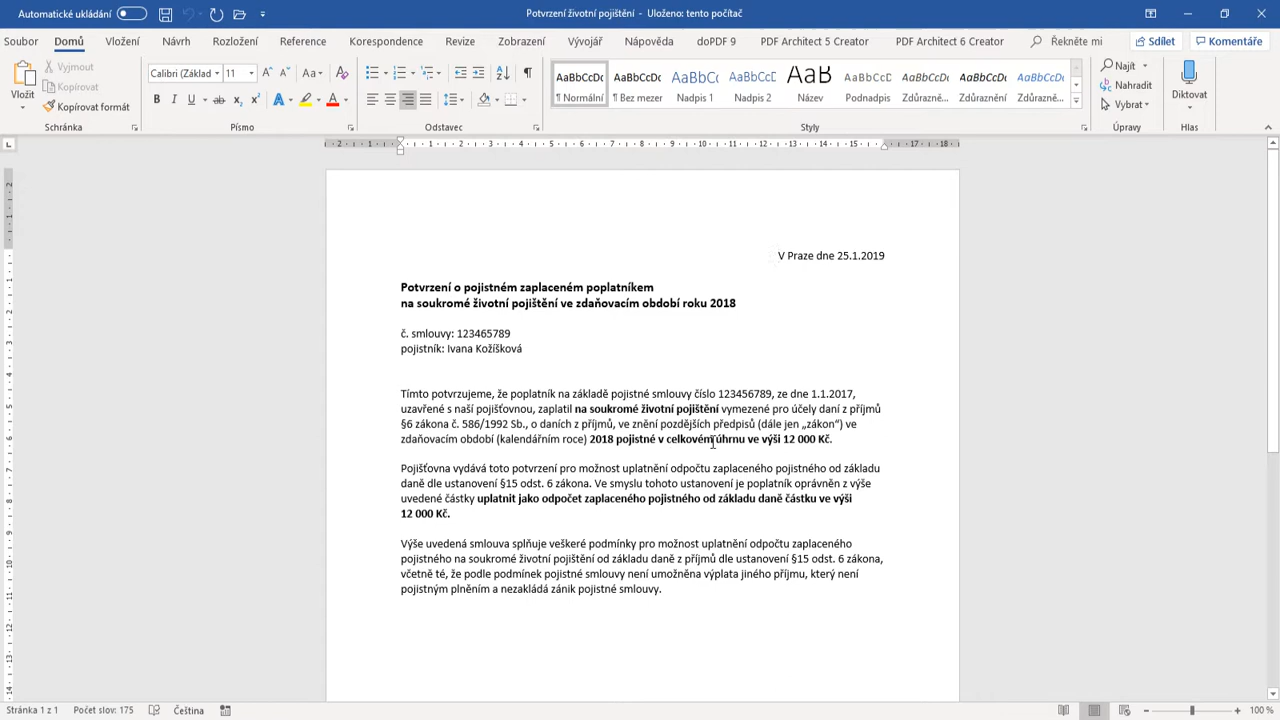 Automatické ukládání
Potvrzení životní pojištění - Uloženo: tento počítač
Soubor Domů Vložení Návrh Rozložení Reference Korespondence Revize Zobrazení Vývojář Nápověda doPDF 9 PDF Architect 5 Creator PDF Architect 6 Creator Řekněte mi Sdílet Komentáře
Vložit
Vyjmout
Kopírovat
Kopírovat formát
Schránka
Calibri (Základ 11
Písmo
Odstavec
AaBbCcDc AaBbCcDc AaBbCc AaBbCcD AaB AaBbCcD AaBbCcDc AaBbCcDc AaBbCcDc
¶ Normální ¶ Bez mezer Nadpis 1 Nadpis 2 Název Podnadpis Zdůrazně... Zdůraznění Zdůrazně...
Styly
Najít
Nahradit
Vybrat
Úpravy
Diktovat
Hlas
V Praze dne 25.1.2019
Potvrzení o pojistném zaplaceném poplatníkem
na soukromé životní pojištění ve zdaňovacím období roku 2018
č. smlouvy: 123465789
pojistník: Ivana Kožíšková
Tímto potvrzujeme, že poplatník na základě pojistné smlouvy číslo 123456789, ze dne 1.1.2017,
uzavřené s naší pojišťovnou, zaplatil na soukromé životní pojištění vymezené pro účely daní z příjmů
§6 zákona č. 586/1992 Sb., o daních z příjmů, ve znění pozdějších předpisů (dále jen „zákon“) ve
zdaňovacím období (kalendářním roce) 2018 pojistné v celkovém úhrnu ve výši 12 000 Kč.
Pojišťovna vydává toto potvrzení pro možnost uplatnění odpočtu zaplaceného pojistného od základu
daně dle ustanovení §15 odst. 6 zákona. Ve smyslu tohoto ustanovení je poplatník oprávněn z výše
uvedené částky uplatnit jako odpočet zaplaceného pojistného od základu daně částku ve výši
12 000 Kč.
Výše uvedená smlouva splňuje veškeré podmínky pro možnost uplatnění odpočtu zaplaceného
pojistného na soukromé životní pojištění od základu daně z příjmů dle ustanovení §15 odst. 6 zákona,
včetně té, že podle podmínek pojistné smlouvy není umožněna výplata jiného příjmu, který není
pojistným plněním a nezakládá zánik pojistné smlouvy.
Stránka 1 z 1 Počet slov: 175 Čeština 100 %